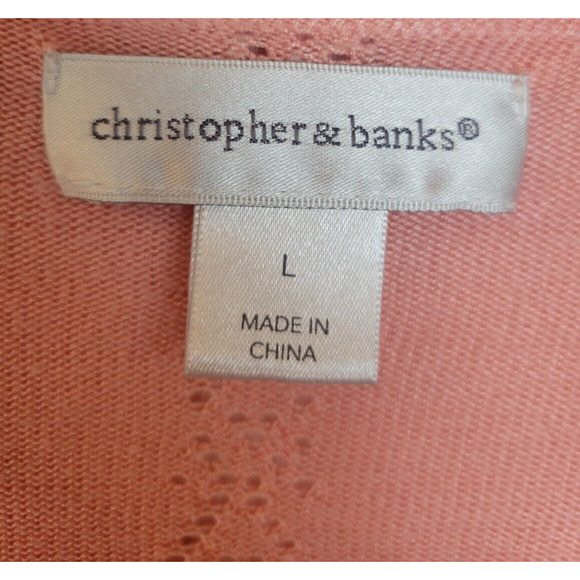 christopher & banks®
L
MADE IN
CHINA